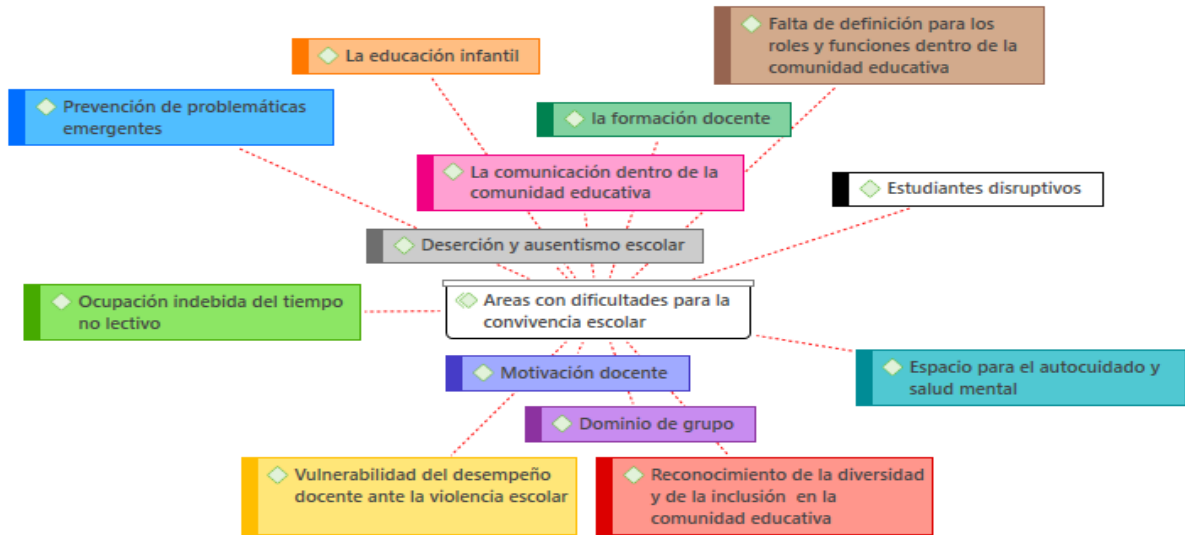 Falta de definición para los
roles y funciones dentro de la
comunidad educativa
La educación infantil
Prevención de problemáticas
emergentes
la formación docente
La comunicación dentro de la
comunidad educativa
Estudiantes disruptivos
Deserción y ausentismo escolar
Ocupación indebida del tiempo
no lectivo
Areas con dificultades para la
convivencia escolar
Motivación docente
Espacio para el autocuidado y
salud mental
Dominio de grupo
Vulnerabilidad del desempeño
docente ante la violencia escolar
Reconocimiento de la diversidad
y de la inclusión en la
comunidad educativa